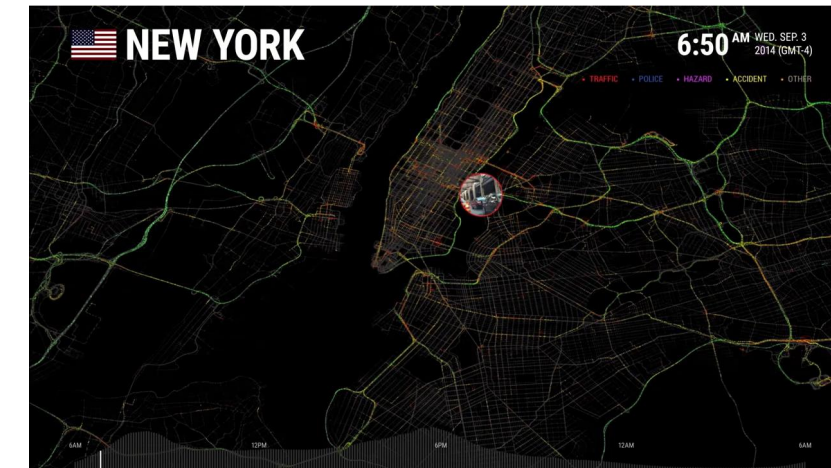 NEW YORK
6:50 AM WED. SEP. 3
2014 (GMT-4)
TRAFFIC POLICE HAZARD ACCIDENT OTHER
6AM 12PM 6PM 12AM 6AM